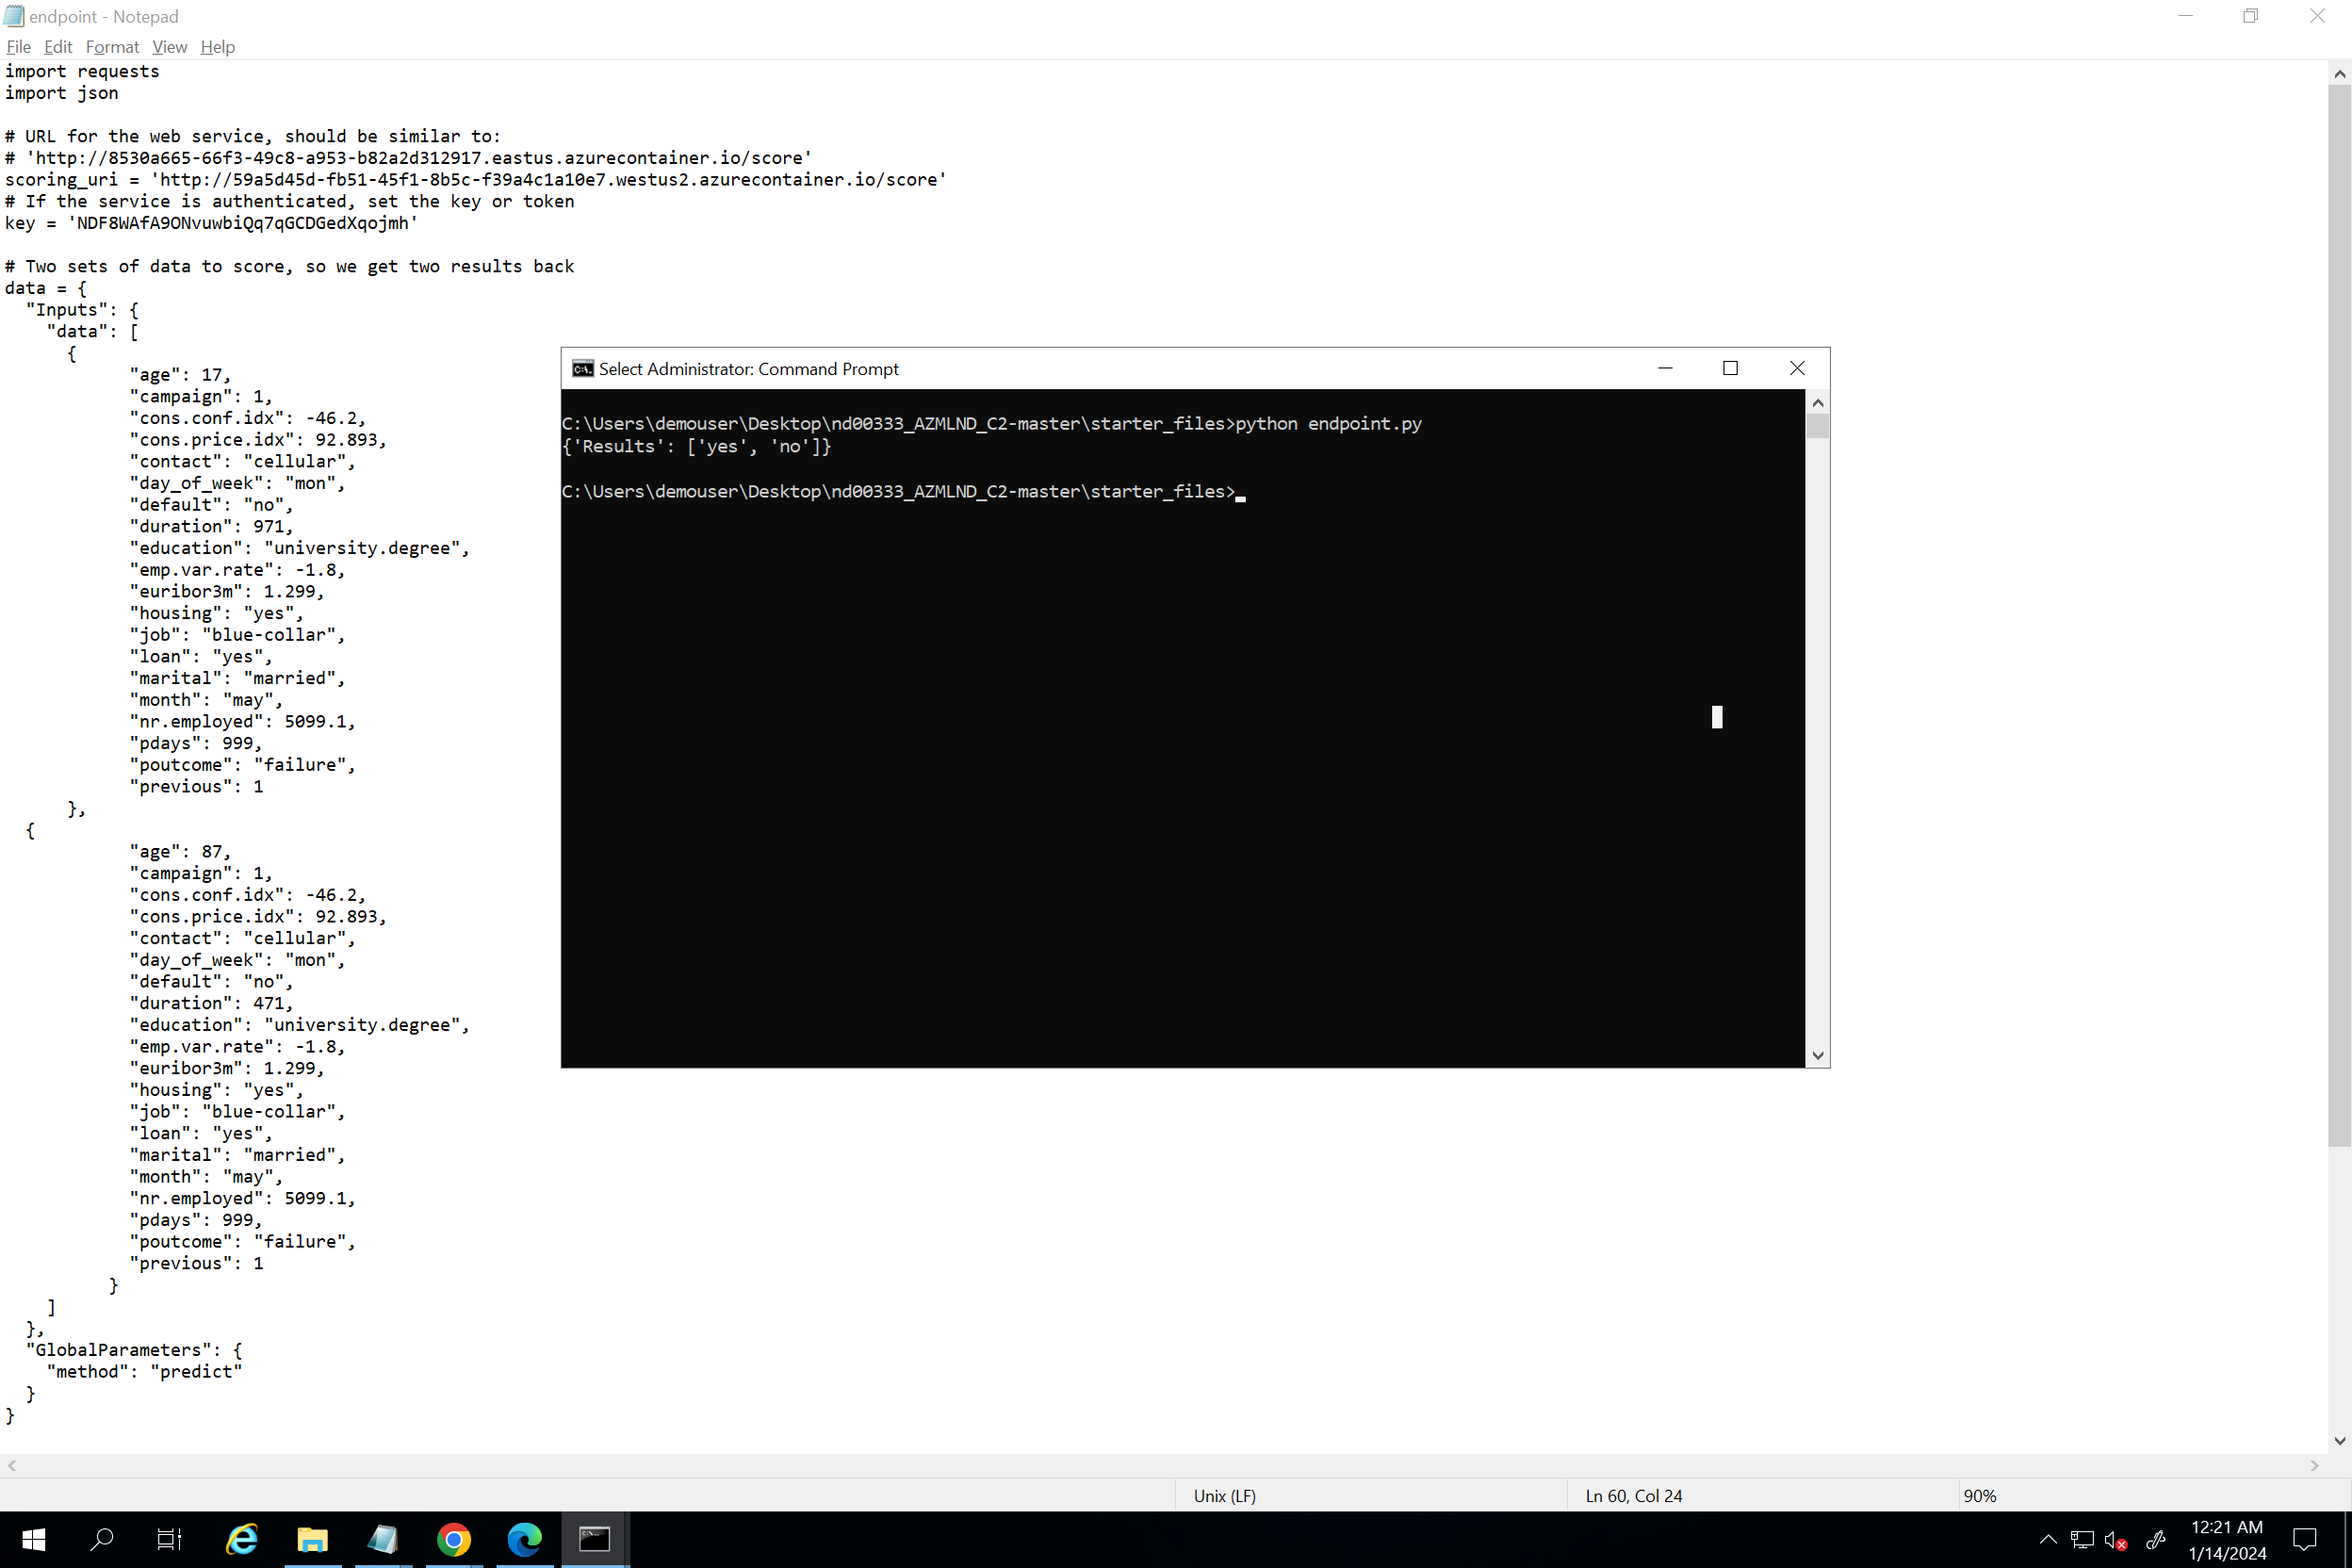 endpoint - Notepad
File Edit Format View Help
import requests
import json
# URL for the web service, should be similar to:
# 'http://8530a665-66f3-49c8-a953-b82a2d312917.eastus.azurecontainer.io/score'
scoring_uri = 'http://59a5d45d-fb51-45f1-8b5c-f39a4c1a10e7.westus2.azurecontainer.io/score'
# If the service is authenticated, set the key or token
key = 'NDF8WAfA9ONvuwbiQq7qGCDGedXqojmh'
# Two sets of data to score, so we get two results back
data = {
"Inputs": {
"data": [
{
"age": 17,
"campaign": 1,
"cons.conf.idx": -46.2,
"cons.price.idx": 92.893,
"contact": "cellular",
"day_of_week": "mon",
"default": "no",
"duration": 971,
"education": "university.degree",
"emp.var.rate": -1.8,
"euribor3m": 1.299,
"housing": "yes",
"job": "blue-collar",
"loan": "yes",
"marital": "married",
"month": "may",
"nr.employed": 5099.1,
"pdays": 999,
"poutcome": "failure",
"previous": 1
},
{
"age": 87,
"campaign": 1,
"cons.conf.idx": -46.2,
"cons.price.idx": 92.893,
"contact": "cellular",
"day_of_week": "mon",
"default": "no",
"duration": 471,
"education": "university.degree",
"emp.var.rate": -1.8,
"euribor3m": 1.299,
"housing": "yes",
"job": "blue-collar",
"loan": "yes",
"marital": "married",
"month": "may",
"nr.employed": 5099.1,
"pdays": 999,
"poutcome": "failure",
"previous": 1
}
]
},
"GlobalParameters": {
"method": "predict"
}
}
Select Administrator: Command Prompt
C:\Users\demouser\Desktop\nd00333_AZMLND_C2-master\starter_files>python endpoint.py
{'Results': ['yes', 'no']}
C:\Users\demouser\Desktop\nd00333_AZMLND_C2-master\starter_files>
Unix (LF)
Ln 60, Col 24
90%
12:21 AM
1/14/2024